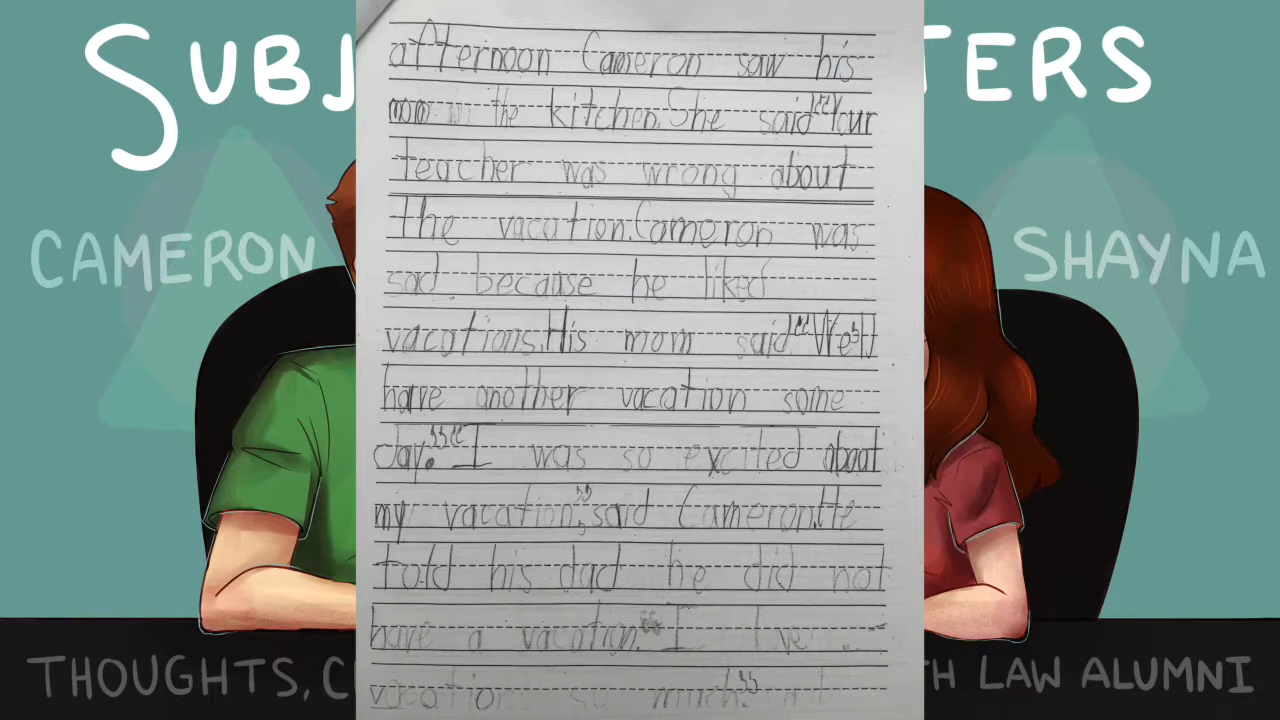 SUBJ
TERS
CAMERON
SHAYNA
afternoon Cameron saw his
mom in the kitchen. She said, "Your
teacher was wrong about
the vacation. Cameron was
sad because he liked
vacations. His mom said, "We'll
have another vacation some
day." "I was so excited about
my vacation," said Cameron. He
told his dad he did not
have a vacation. "I
vacation so much."
THOUGHTS, C
TH LAW ALUMNI